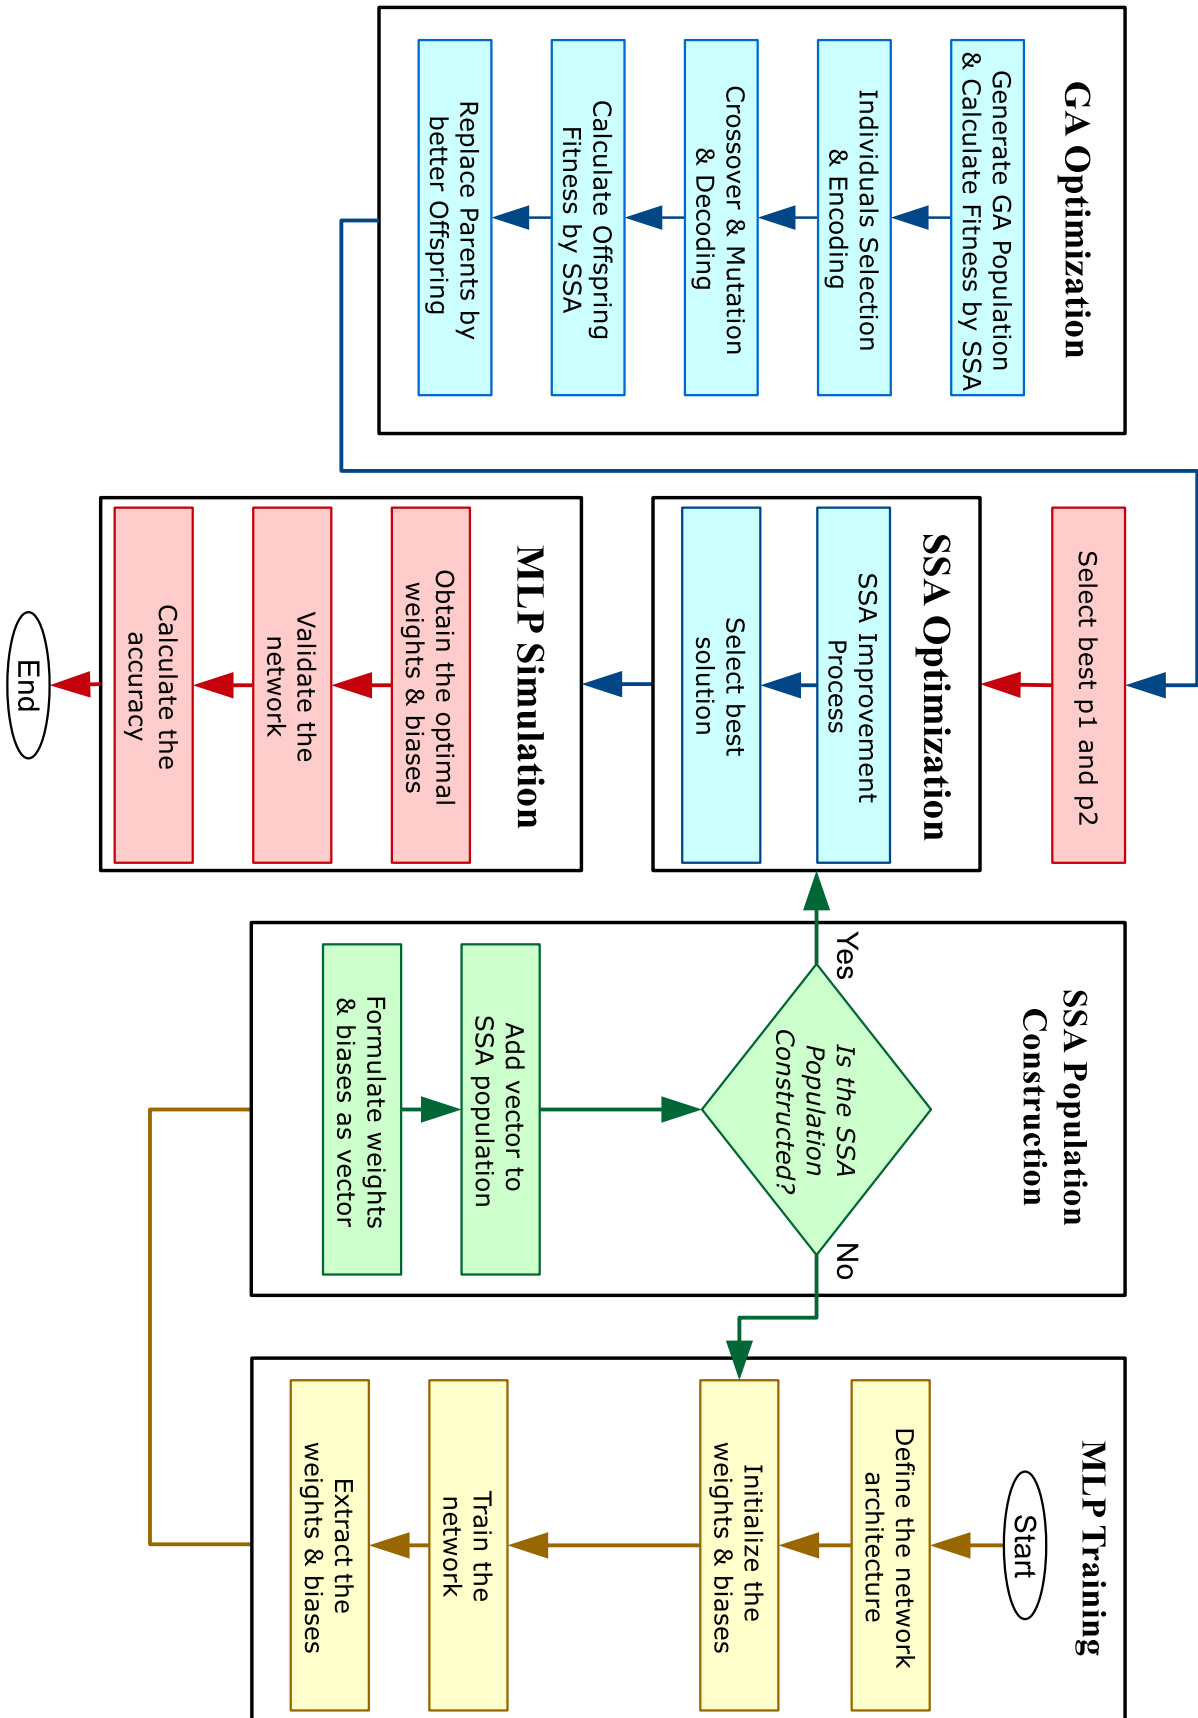 GA Optimization
Generate GA Population
& Calculate Fitness by SSA
Individuals Selection
& Encoding
Crossover & Mutation
& Decoding
Calculate Offspring
Fitness by SSA
Replace Parents by
better Offspring
Select best p1 and p2
SSA Optimization
SSA Improvement
Process
Select best
solution
MLP Simulation
Obtain the optimal
weights & biases
Validate the
network
Calculate the
accuracy
End
SSA Population
Construction
Is the SSA
Population
Constructed?
Yes
No
Add vector to
SSA population
Formulate weights
& biases as vector
MLP Training
Start
Define the network
architecture
Initialize the
weights & biases
Train the
network
Extract the
weights & biases